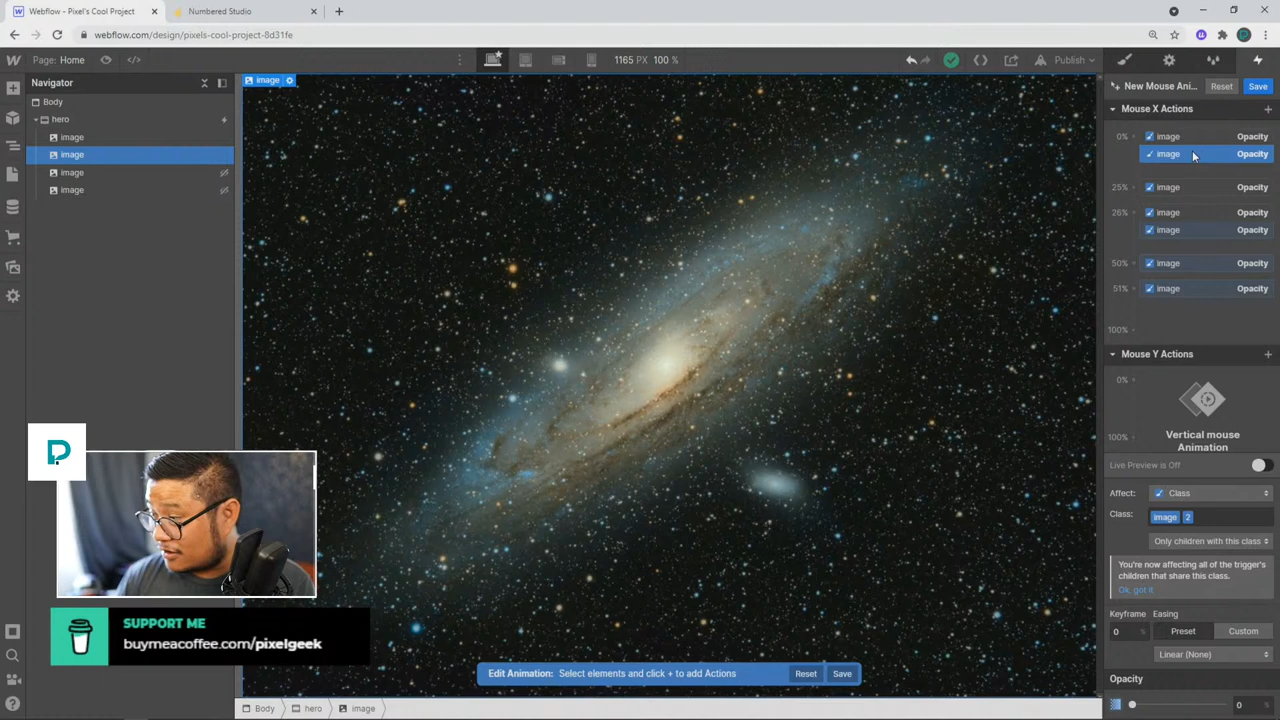 Webflow - Pixel's Cool Project
Numbered Studio
webflow.com/design/pixels-cool-project-8d31fe
Page: Home
1165 PX 100 %
Publish
Navigator
Body
hero
image
image
image
image
image
New Mouse Ani...
Reset
Save
Mouse X Actions
0% image Opacity
image Opacity
25% image Opacity
26% image Opacity
image Opacity
50% image Opacity
51% image Opacity
100%
Mouse Y Actions
0%
100%
Vertical mouse
Animation
Live Preview is Off
Affect: Class
Class: image 2
Only children with this class
You're now affecting all of the trigger's
children that share this class.
Ok, got it
Keyframe Easing
0 % Preset Custom
Linear (None)
Opacity
0 %
SUPPORT ME
buymeacoffee.com/pixelgeek
Edit Animation: Select elements and click + to add Actions
Reset
Save
Body hero image